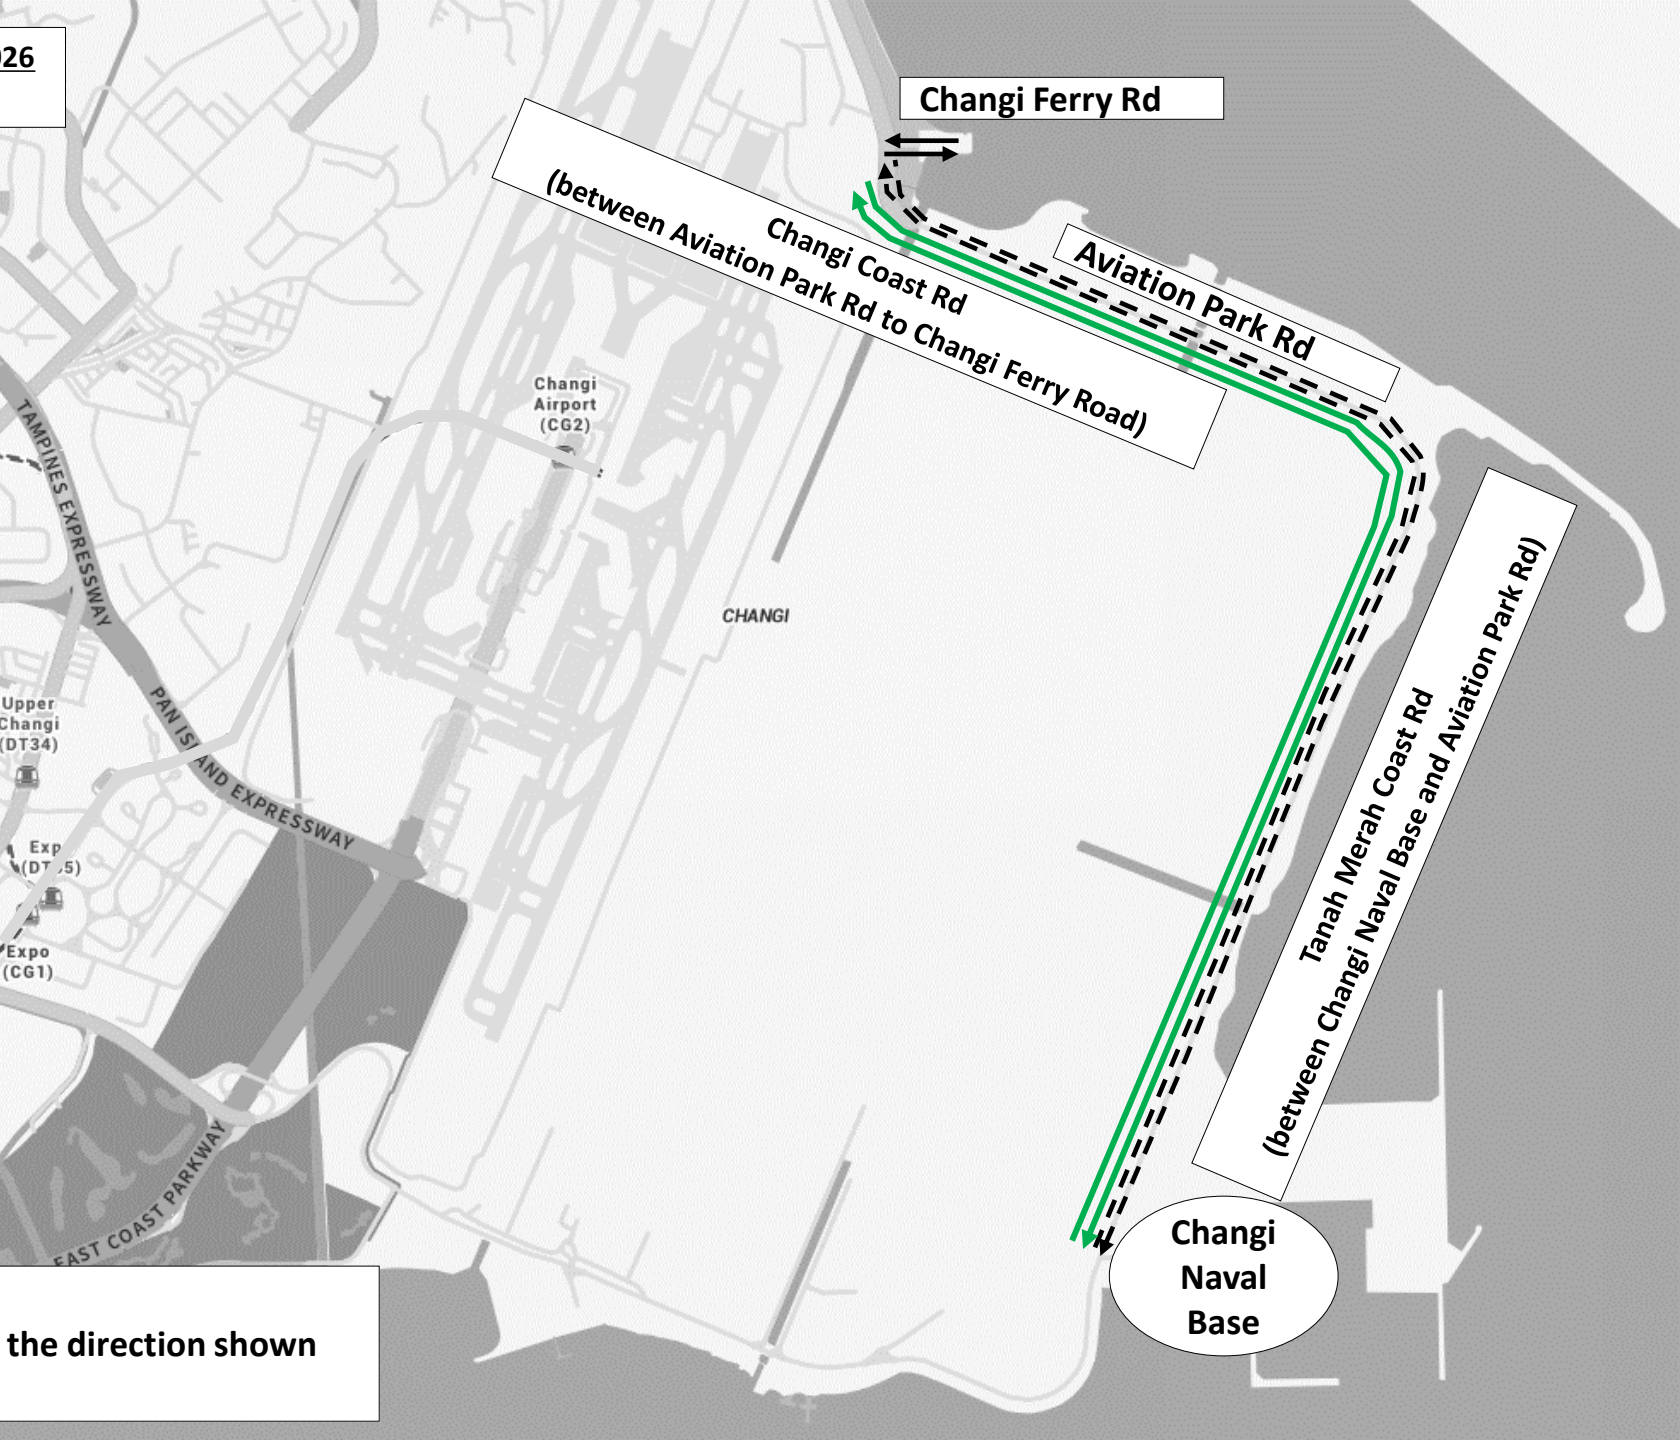 026
Changi Ferry Rd
Changi Coast Rd
(between Aviation Park Rd to Changi Ferry Road)
Aviation Park Rd
Changi
Airport
(CG2)
TAMPINES EXPRESSWAY
CHANGI
Tanah Merah Coast Rd
(between Changi Naval Base and Aviation Park Rd)
PAN ISLAND EXPRESSWAY
Upper
Changi
(DT34)
Expo
(DT35)
Expo
(CG1)
EAST COAST PARKWAY
Changi
Naval
Base
the direction shown